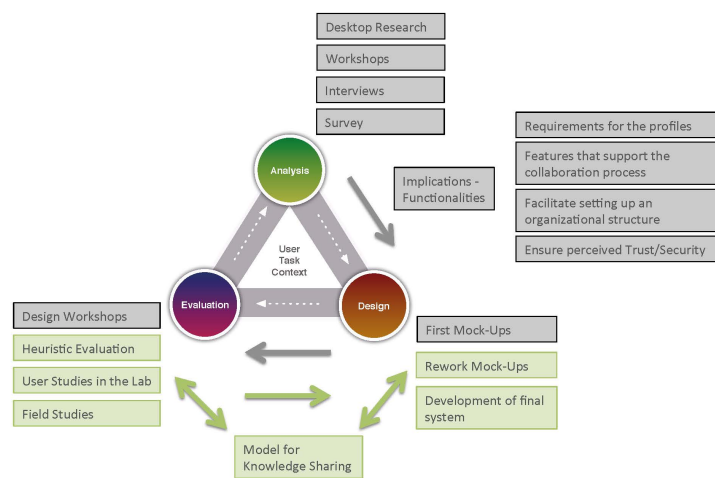 Desktop Research
Workshops
Interviews
Survey
Requirements for the profiles
Features that support the
collaboration process
Facilitate setting up an
organizational structure
Ensure perceived Trust/Security
Analysis
Implications -
Functionalities
User
Task
Context
Evaluation
Design
Design Workshops
Heuristic Evaluation
User Studies in the Lab
Field Studies
First Mock-Ups
Rework Mock-Ups
Development of final
system
Model for
Knowledge Sharing